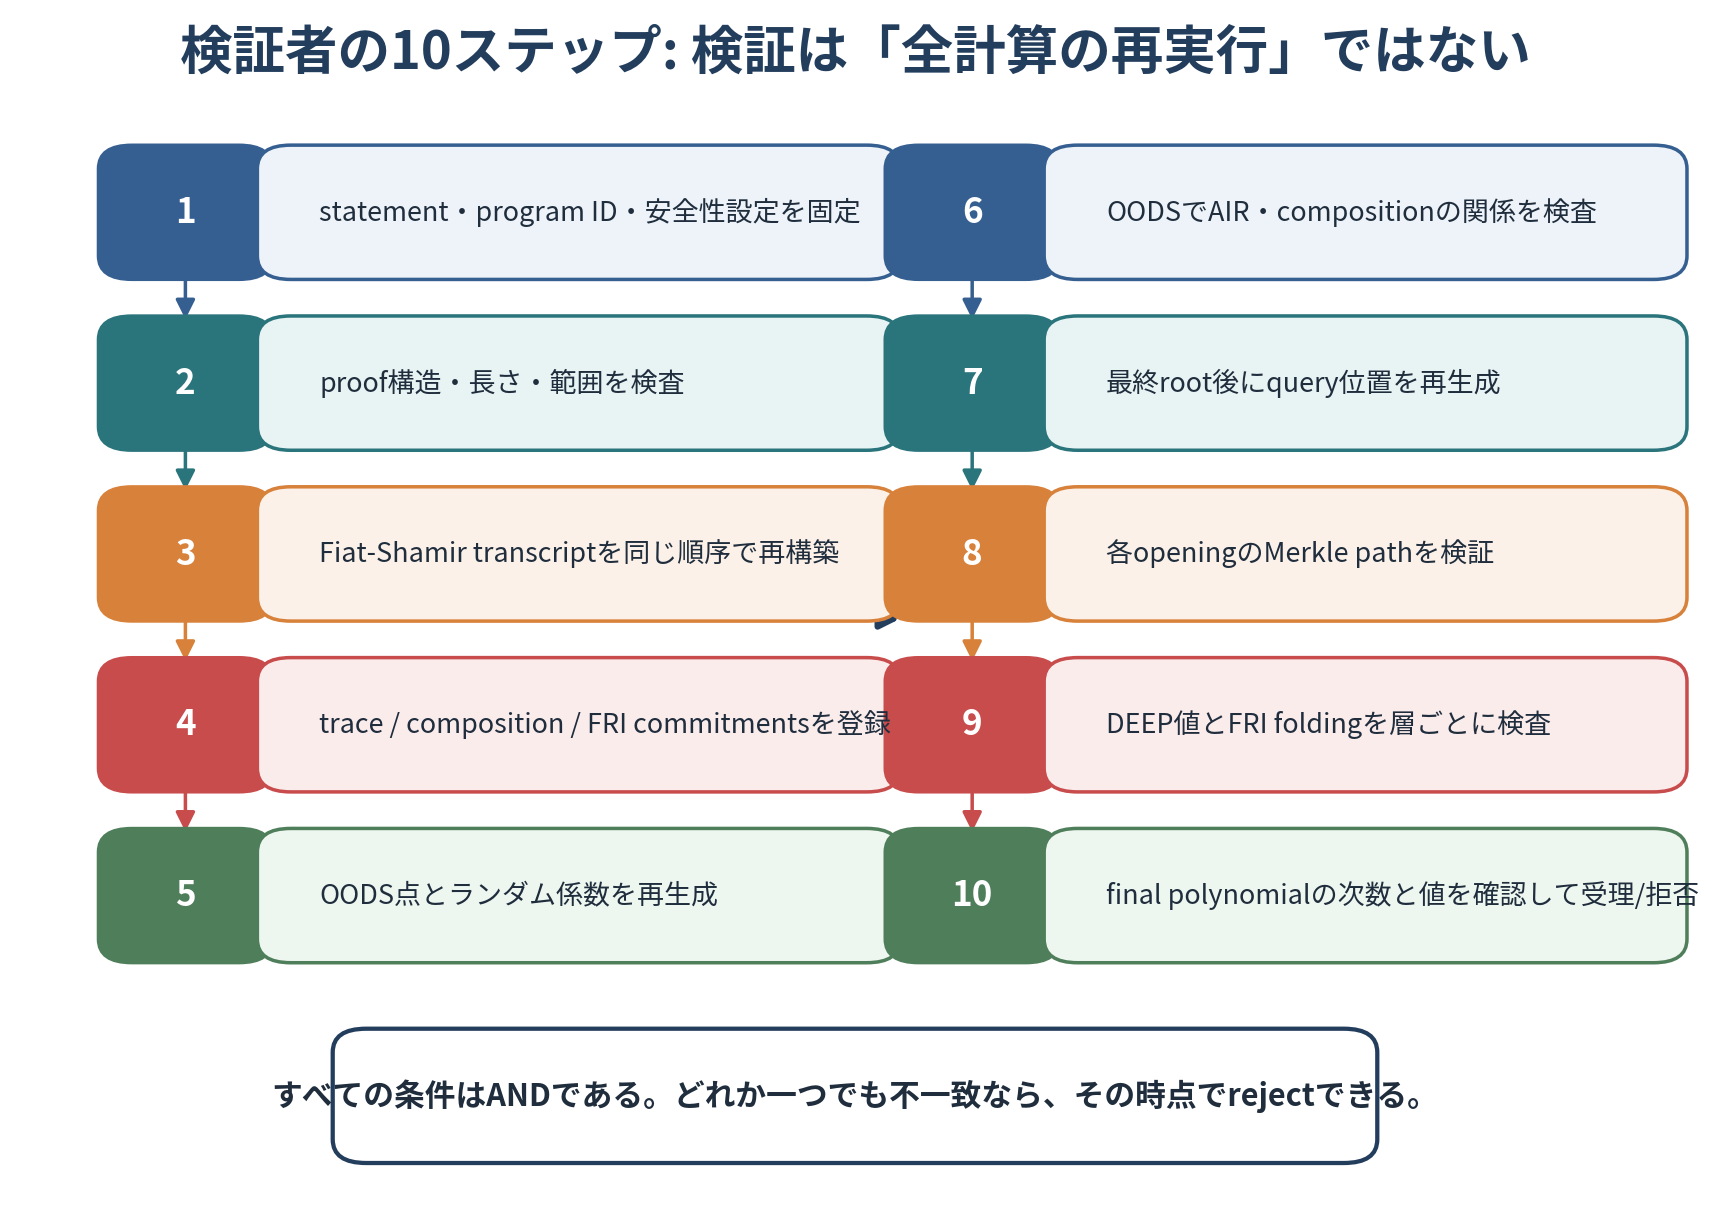 検証者の10ステップ: 検証は「全計算の再実行」ではない
1
statement・program ID・安全性設定を固定
2
proof構造・長さ・範囲を検査
3
Fiat-Shamir transcriptを同じ順序で再構築
4
trace / composition / FRI commitmentsを登録
5
OODS点とランダム係数を再生成
6
OODSでAIR・compositionの関係を検査
7
最終root後にquery位置を再生成
8
各openingのMerkle pathを検証
9
DEEP値とFRI foldingを層ごとに検査
10
final polynomialの次数と値を確認して受理/拒否
すべての条件はANDである。どれか一つでも不一致なら、その時点でrejectできる。